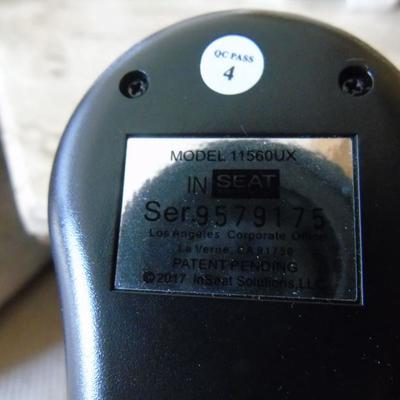 QC PASS
4
MODEL 11560UX
IN SEAT
Ser.9579175
Los Angeles Corporate Office
La Verne, CA 91750
PATENT PENDING
©2017 InSeat Solutions, LLC